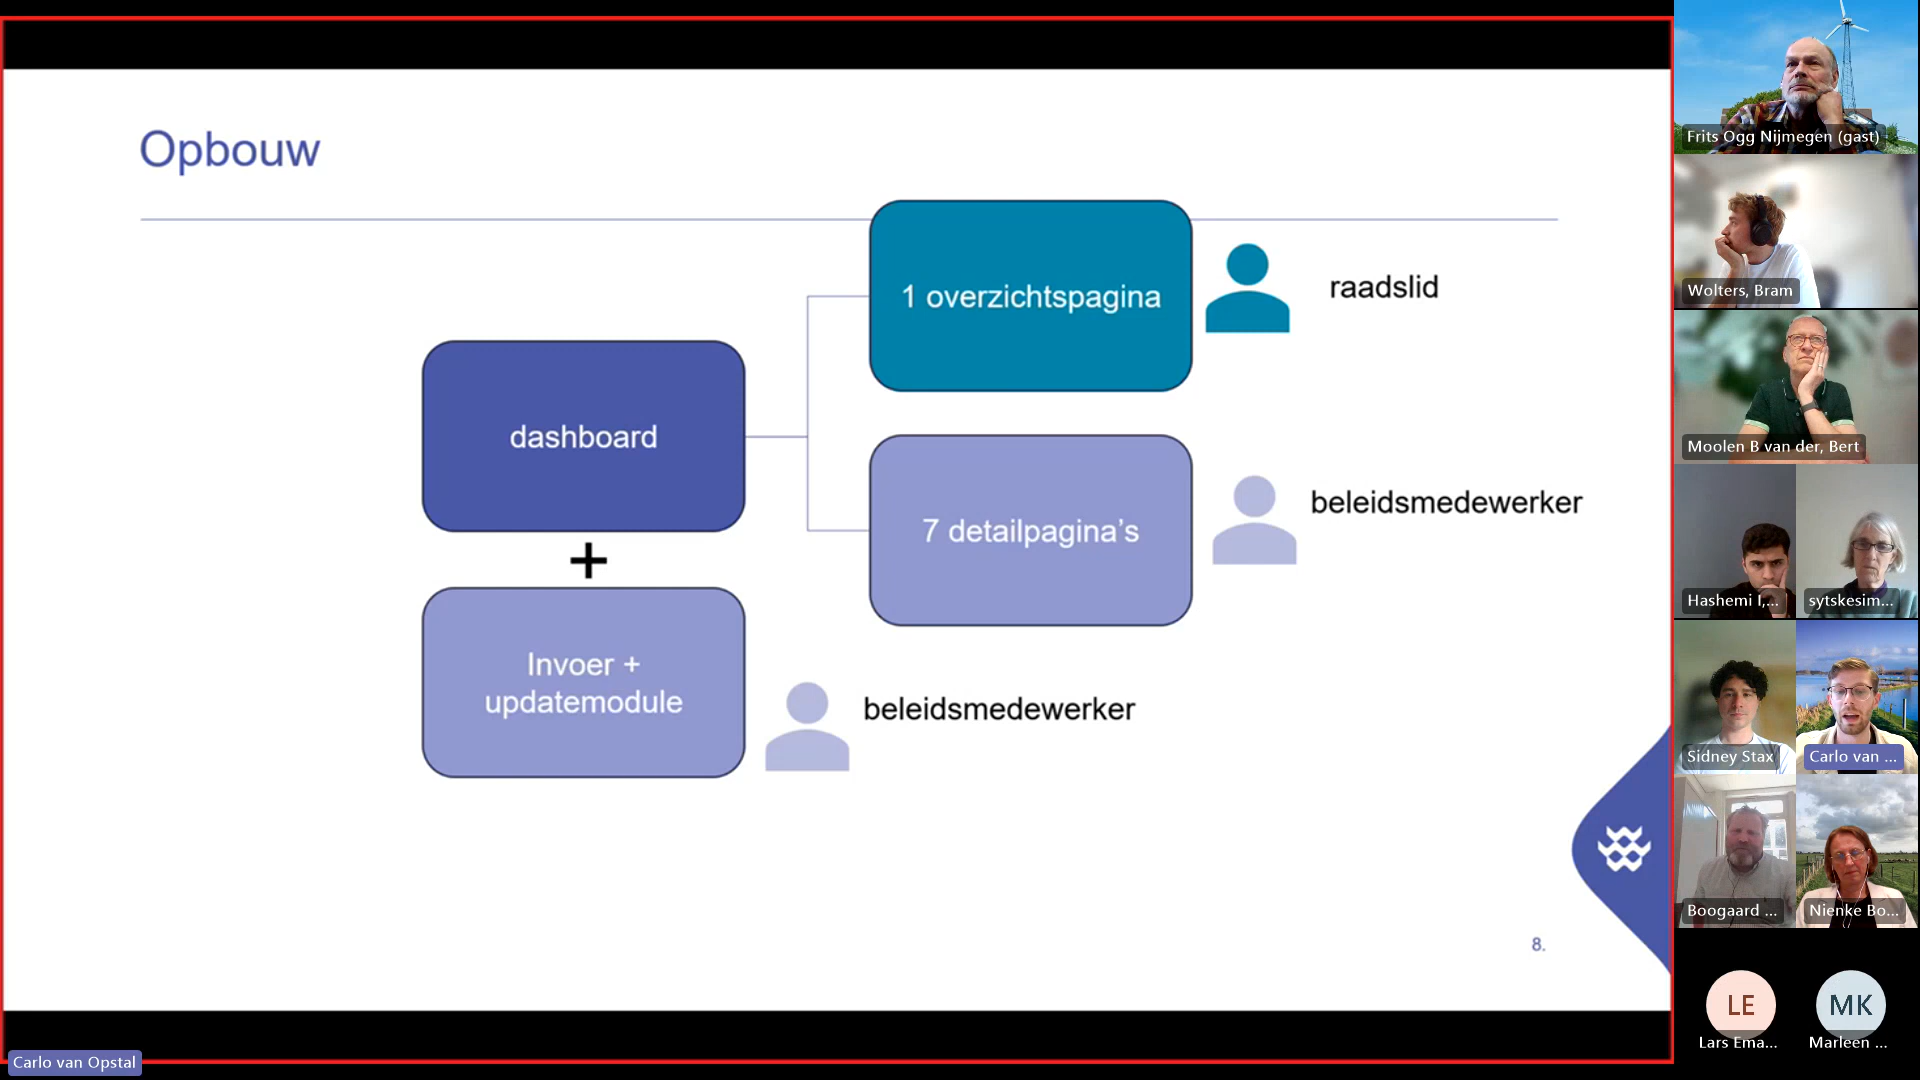 Opbouw
1 overzichtspagina
raadslid
dashboard
7 detailpagina's
beleidsmedewerker
+
Invoer +
updatemodule
beleidsmedewerker
8.
Carlo van Opstal
Frits Ogg Nijmegen (gast)
Wolters, Bram
Moolen B van der, Bert
Hashemi I,...
sytskesim...
Sidney Stax
Carlo van ...
Boogaard ...
Nienke Bo...
LE
MK
Lars Ema...
Marleen ...